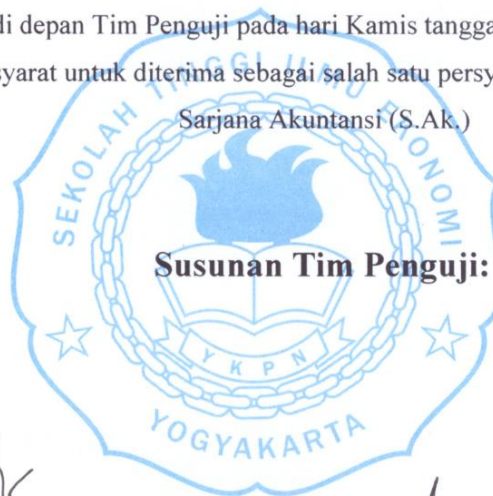 di depan Tim Penguji pada hari Kamis tangga
syarat untuk diterima sebagai salah satu persy
Sarjana Akuntansi (S.Ak.)
SEKOLAH TINGGI ILMU EKONOMI
Susunan Tim Penguji:
YKPN
YOGYAKARTA